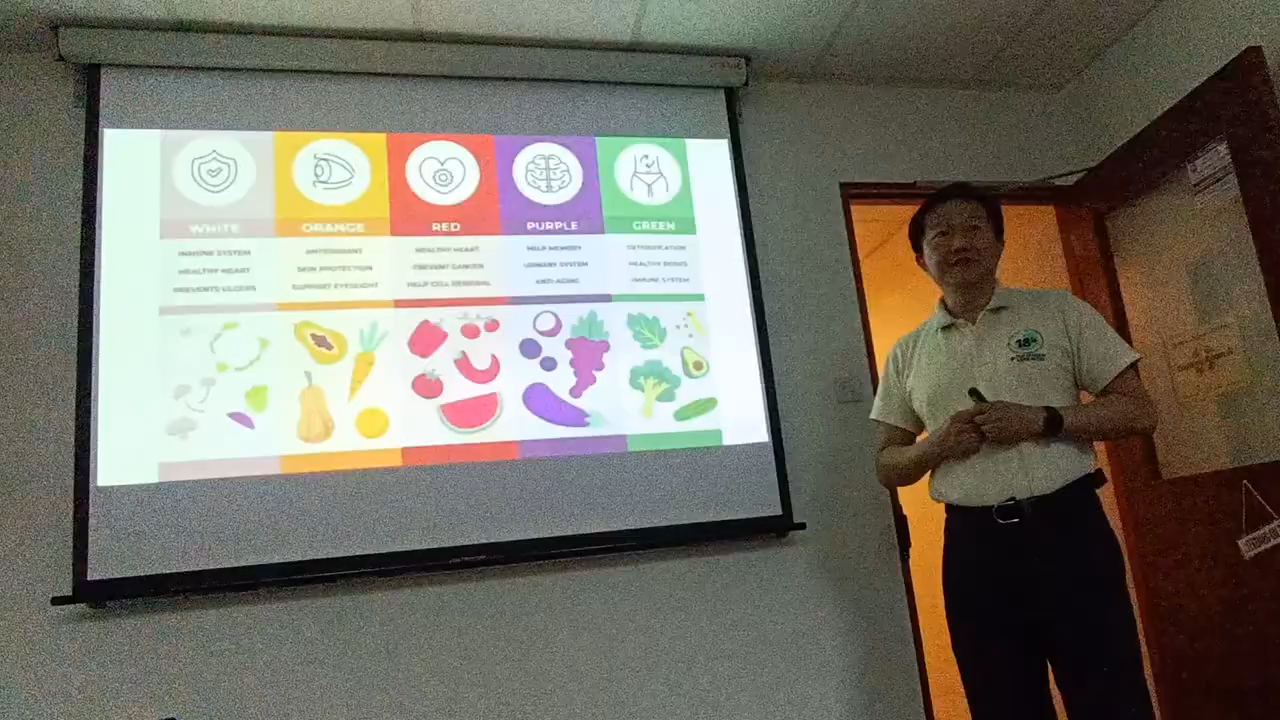 WHITE
ORANGE
RED
PURPLE
GREEN
IMMUNE SYSTEM
HEALTHY HEART
PREVENTS ULCERS
ANTIOXIDANT
SKIN PROTECTION
SUPPORT EYESIGHT
HEALTHY HEART
PREVENT CANCER
HELP CELL RENEWAL
HELP MEMORY
URINARY SYSTEM
ANTI-AGING
DETOXIFICATION
HEALTHY BONES
IMMUNE SYSTEM
18th